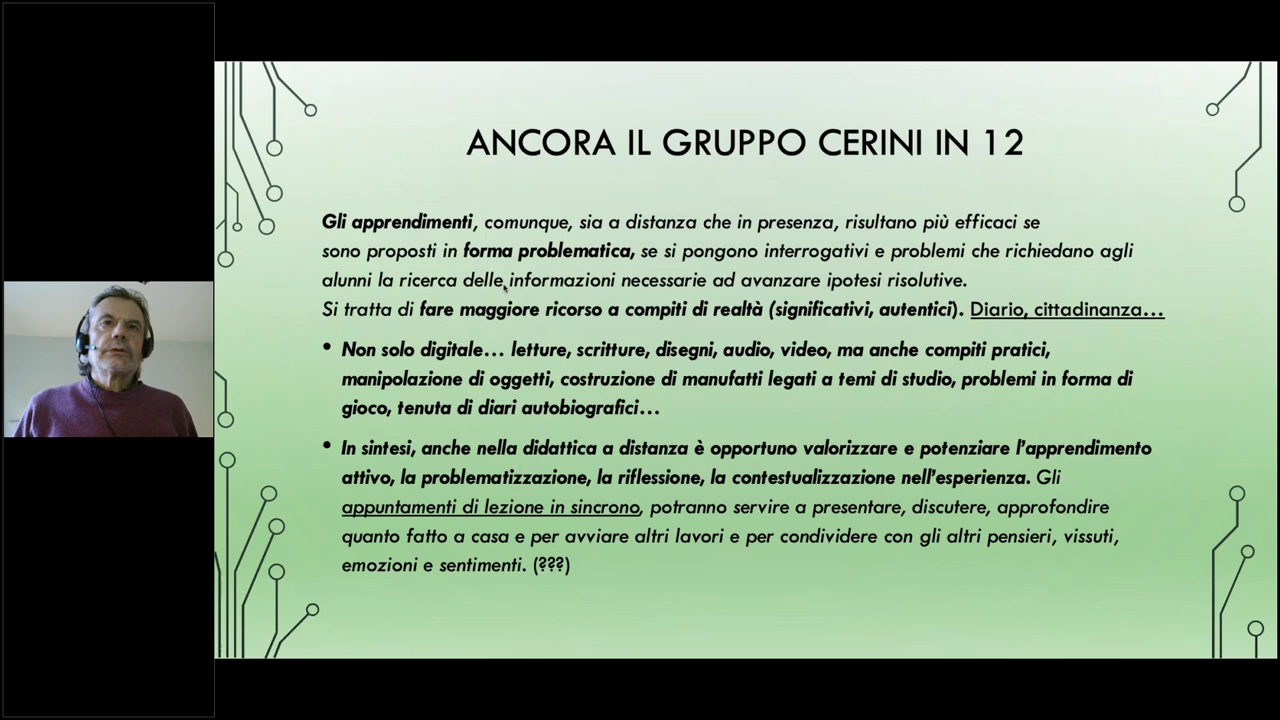 ANCORA IL GRUPPO CERINI IN 12
Gli apprendimenti, comunque, sia a distanza che in presenza, risultano più efficaci se
sono proposti in forma problematica, se si pongono interrogativi e problemi che richiedano agli
alunni la ricerca delle informazioni necessarie ad avanzare ipotesi risolutive.
Si tratta di fare maggiore ricorso a compiti di realtà (significativi, autentici). Diario, cittadinanza…
• Non solo digitale… letture, scritture, disegni, audio, video, ma anche compiti pratici,
manipolazione di oggetti, costruzione di manufatti legati a temi di studio, problemi in forma di
gioco, tenuta di diari autobiografici…
• In sintesi, anche nella didattica a distanza è opportuno valorizzare e potenziare l'apprendimento
attivo, la problematizzazione, la riflessione, la contestualizzazione nell'esperienza. Gli
appuntamenti di lezione in sincrono, potranno servire a presentare, discutere, approfondire
quanto fatto a casa e per avviare altri lavori e per condividere con gli altri pensieri, vissuti,
emozioni e sentimenti. (???)